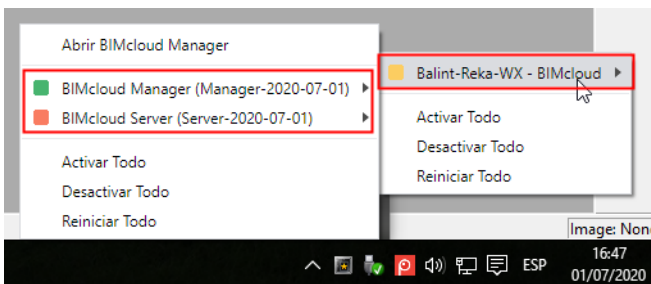 Abrir BIMcloud Manager
BIMcloud Manager (Manager-2020-07-01)
BIMcloud Server (Server-2020-07-01)
Activar Todo
Desactivar Todo
Reiniciar Todo
Balint-Reka-WX - BIMcloud
Activar Todo
Desactivar Todo
Reiniciar Todo
Image: Non
ESP
16:47
01/07/2020